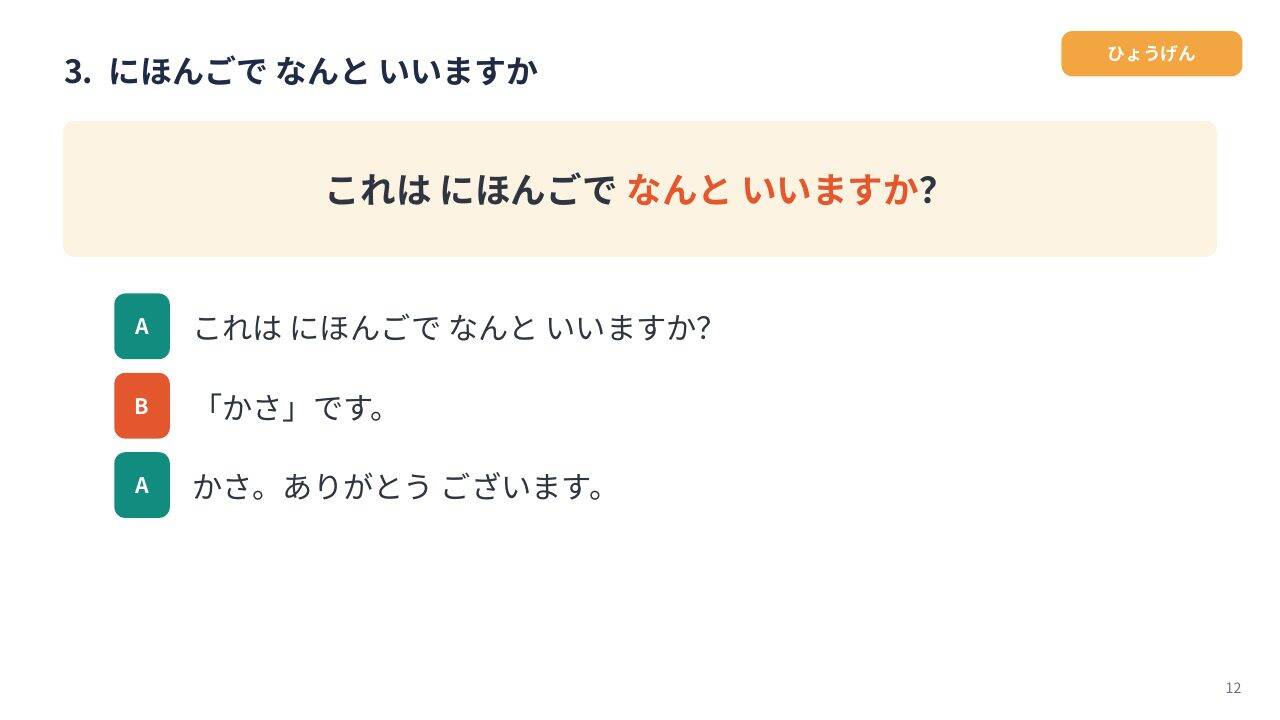 3. にほんごで なんと いいますか
ひょうげん
これは にほんごで なんと いいますか?
A
これは にほんごで なんと いいますか?
B
「かさ」です。
A
かさ。ありがとう ございます。
12